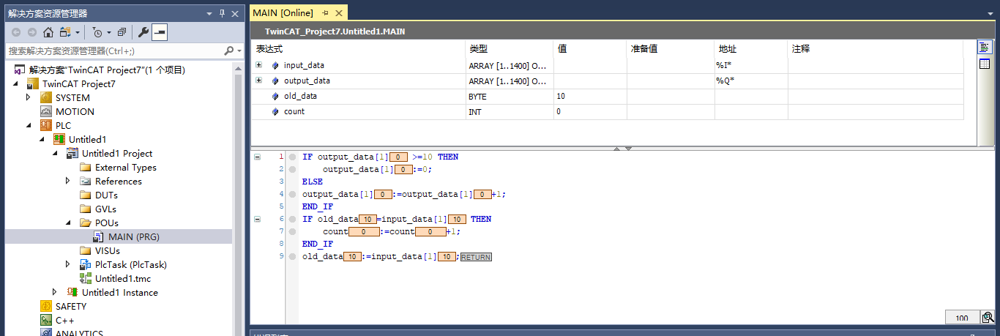 解决方案资源管理器
搜索解决方案资源管理器(Ctrl+;)
解决方案"TwinCAT Project7"(1 个项目)
TwinCAT Project7
SYSTEM
MOTION
PLC
Untitled1
Untitled1 Project
External Types
References
DUTs
GVLs
POUs
MAIN (PRG)
VISUs
PlcTask (PlcTask)
Untitled1.tmc
Untitled1 Instance
SAFETY
C++
ANALYTICS
MAIN [Online]
TwinCAT_Project7.Untitled1.MAIN
表达式 类型 值 准备值 地址 注释
input_data ARRAY [1..1400] O... %I*
output_data ARRAY [1..1400] O... %Q*
old_data BYTE 10
count INT 0
1 IF output_data[1] 0 >=10 THEN
2 output_data[1] 0 :=0;
3 ELSE
4 output_data[1] 0 :=output_data[1] 0 +1;
5 END_IF
6 IF old_data 10 =input_data[1] 10 THEN
7 count 0 :=count 0 +1;
8 END_IF
9 old_data 10 :=input_data[1] 10 ;RETURN
100